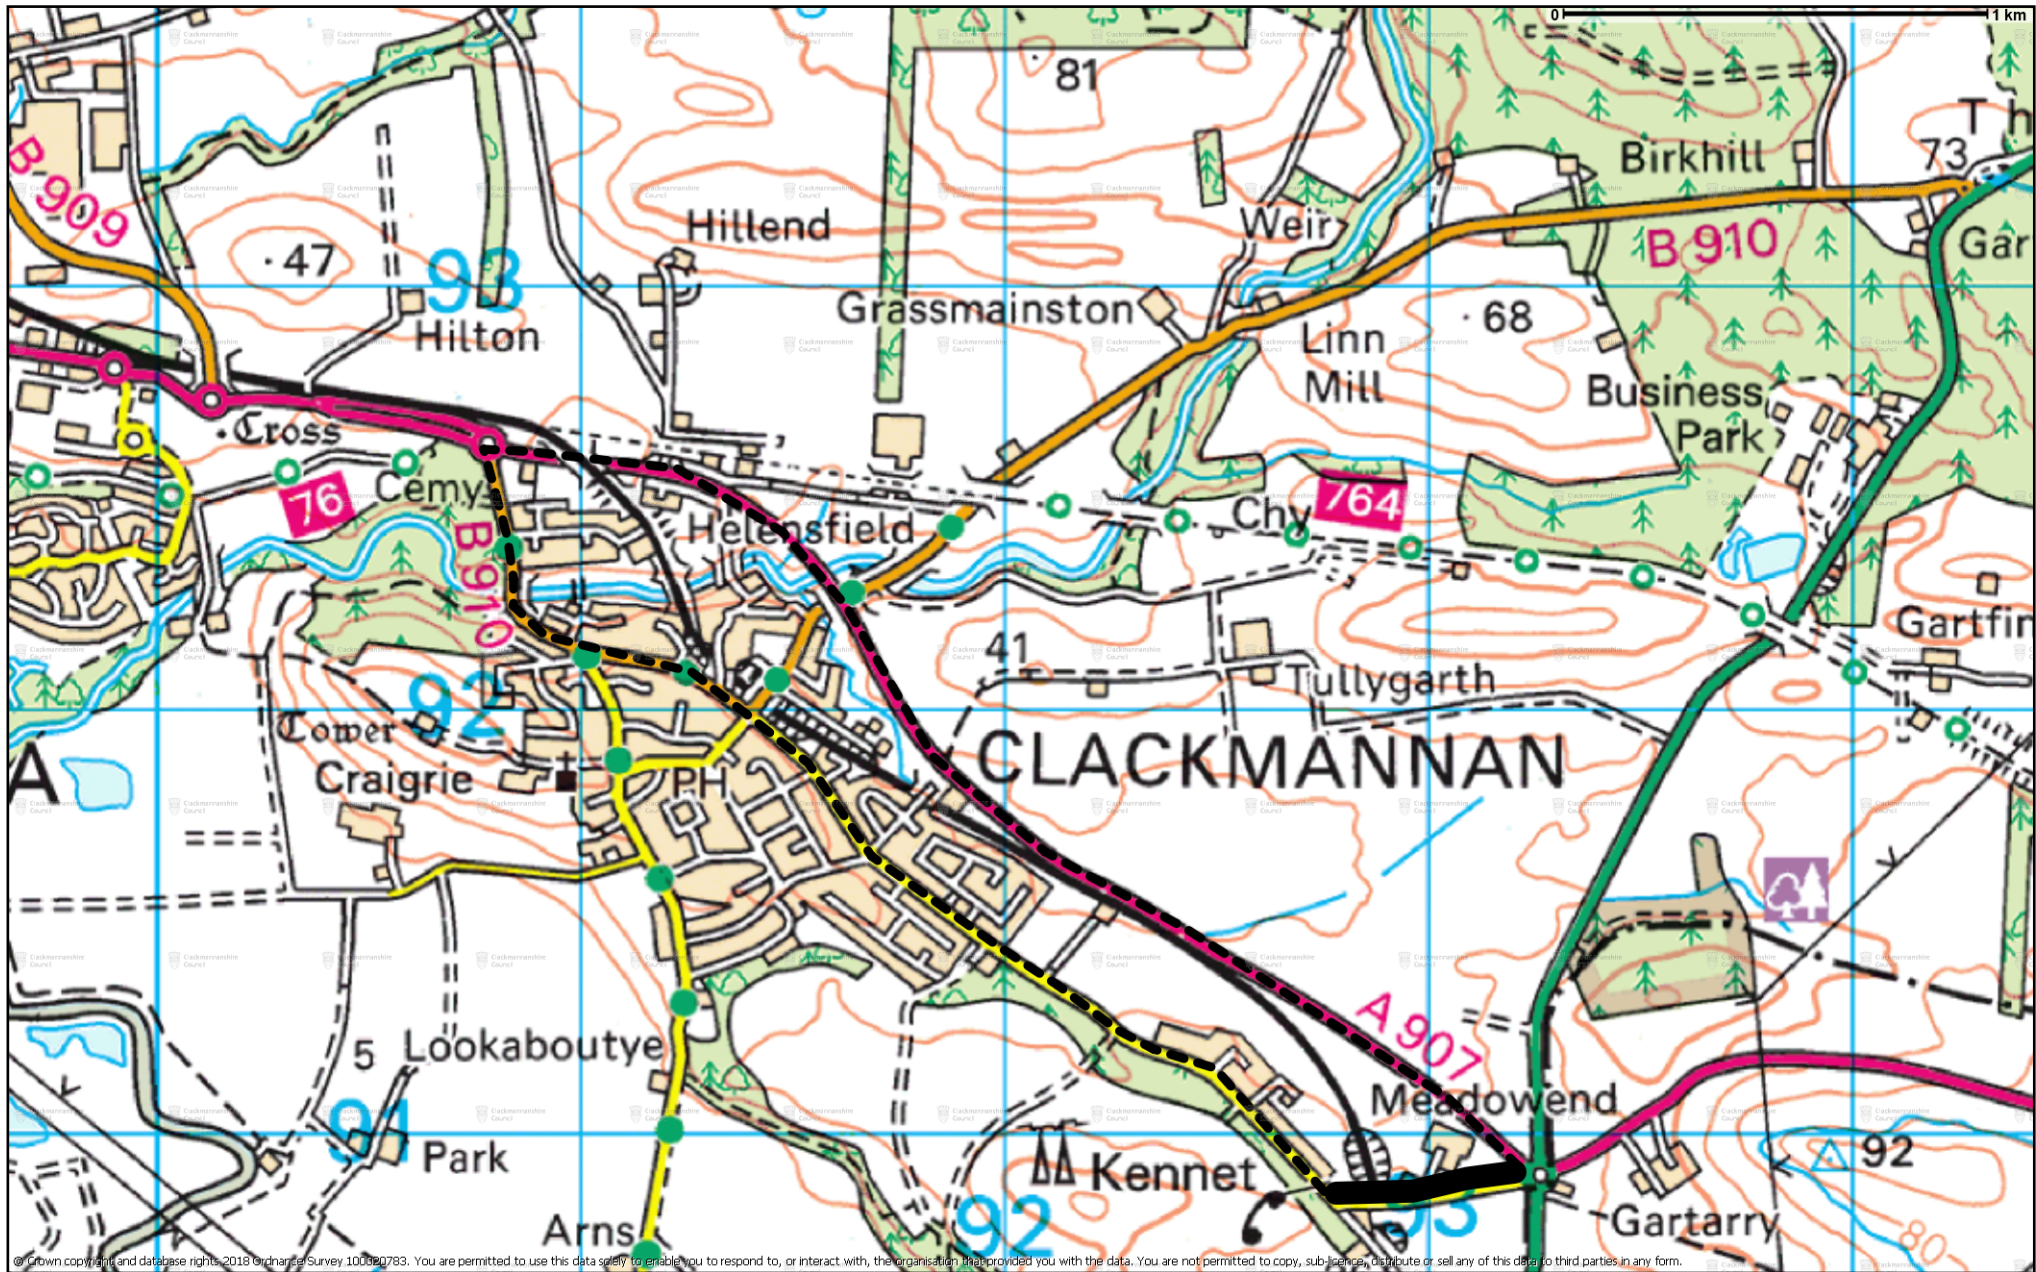 0 1 km
81
Th
B 909
73
Birkhill
Hillend
Weir
B 910
Gar
47
93
Grassmainston
68
Hilton
Linn
Mill
Business
Park
Cross
Cemy
76
764
Helensfield
Chy
B 910
Gartfin
41
Tullygarth
92
Tower
CLACKMANNAN
A
Craigrie
PH
A 907
5
Lookaboutye
Meadowend
91
Park
Kennet
92
93
92
Arns
Gartarry
80
© Crown copyright and database rights 2018 Ordnance Survey 100020783. You are permitted to use this data solely to enable you to respond to, or interact with, the organisation that provided you with the data. You are not permitted to copy, sub-licence, distribute or sell any of this data to third parties in any form.